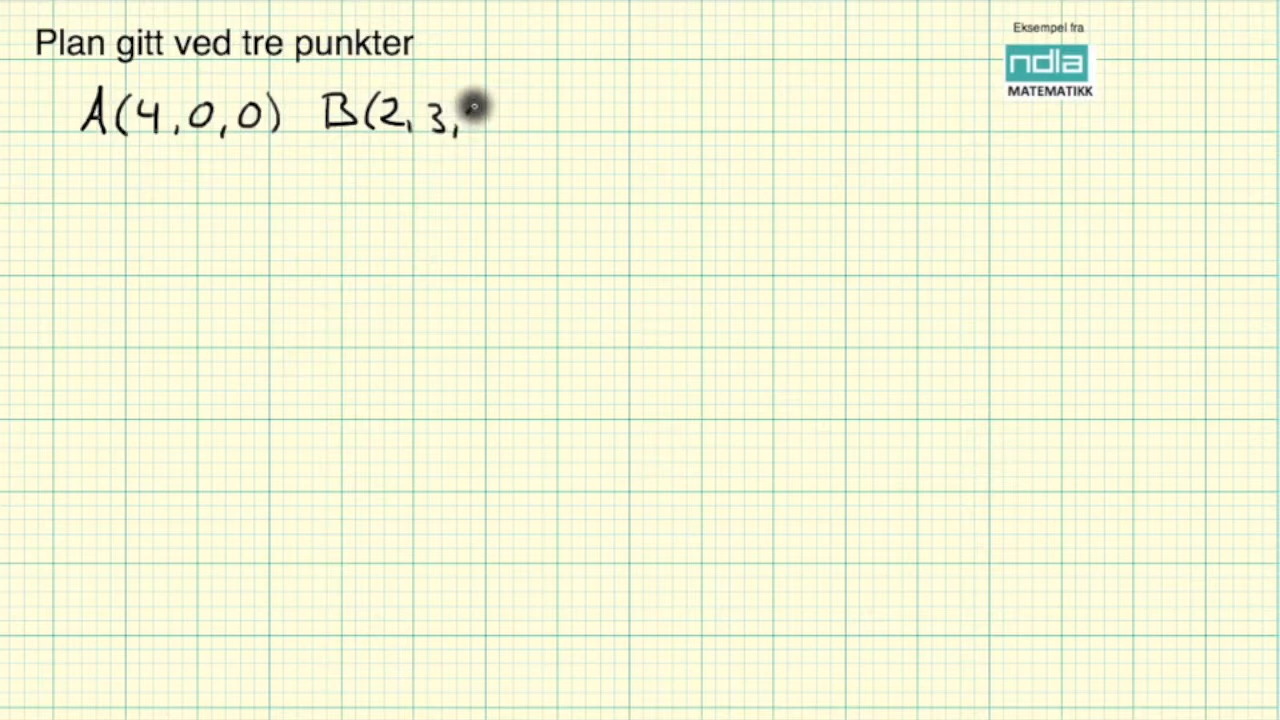 Plan gitt ved tre punkter
Eksempel fra
ndla
MATEMATIKK
A(4,0,0) B(2,3,